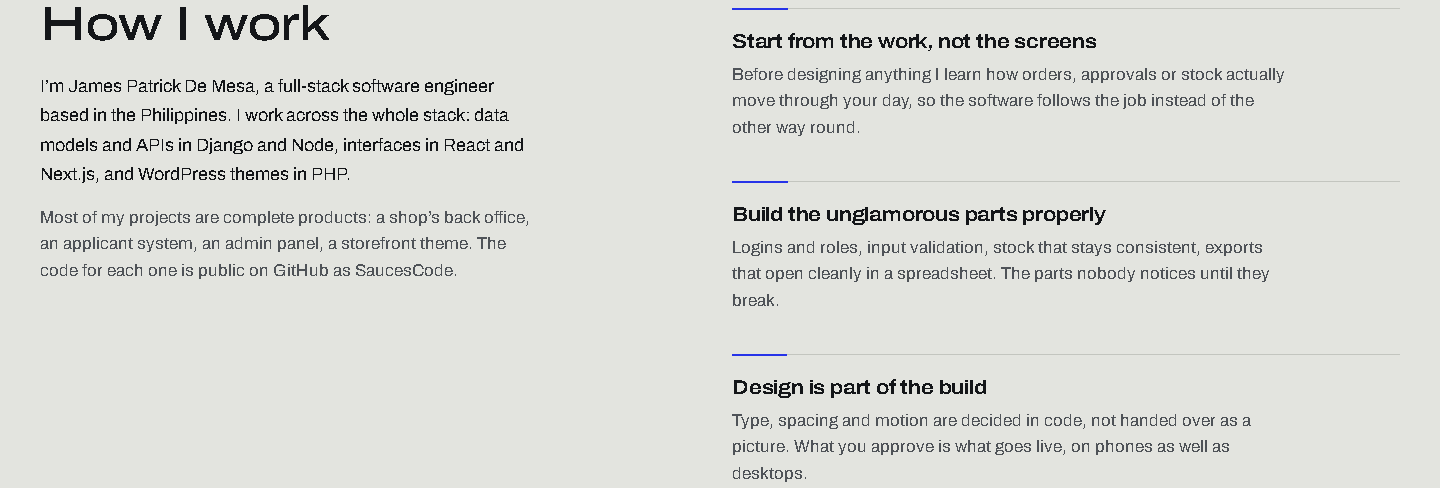 How I work
I'm James Patrick De Mesa, a full-stack software engineer
based in the Philippines. I work across the whole stack: data
models and APIs in Django and Node, interfaces in React and
Next.js, and WordPress themes in PHP.
Most of my projects are complete products: a shop's back office,
an applicant system, an admin panel, a storefront theme. The
code for each one is public on GitHub as SaucesCode.
Start from the work, not the screens
Before designing anything I learn how orders, approvals or stock actually
move through your day, so the software follows the job instead of the
other way round.
Build the unglamorous parts properly
Logins and roles, input validation, stock that stays consistent, exports
that open cleanly in a spreadsheet. The parts nobody notices until they
break.
Design is part of the build
Type, spacing and motion are decided in code, not handed over as a
picture. What you approve is what goes live, on phones as well as
desktops.